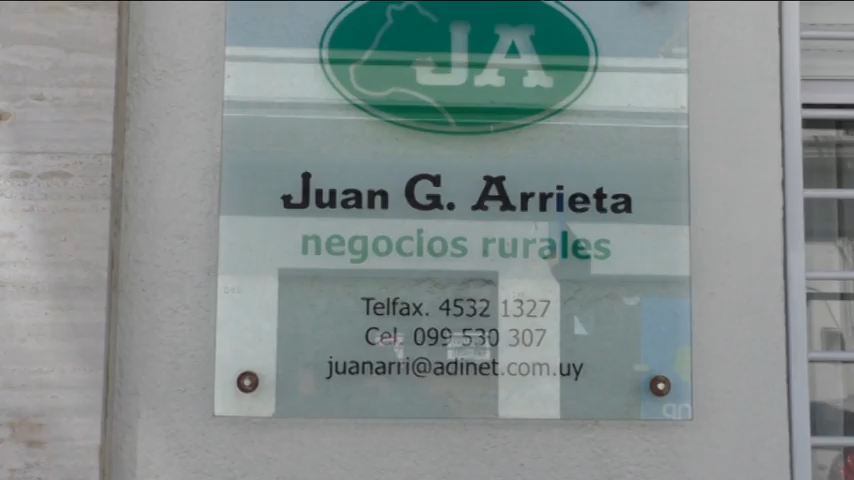 JA
Juan G. Arrieta
negocios rurales
Telfax. 4532 1327
Cel. 099 530 307
juanarri@adinet.com.uy